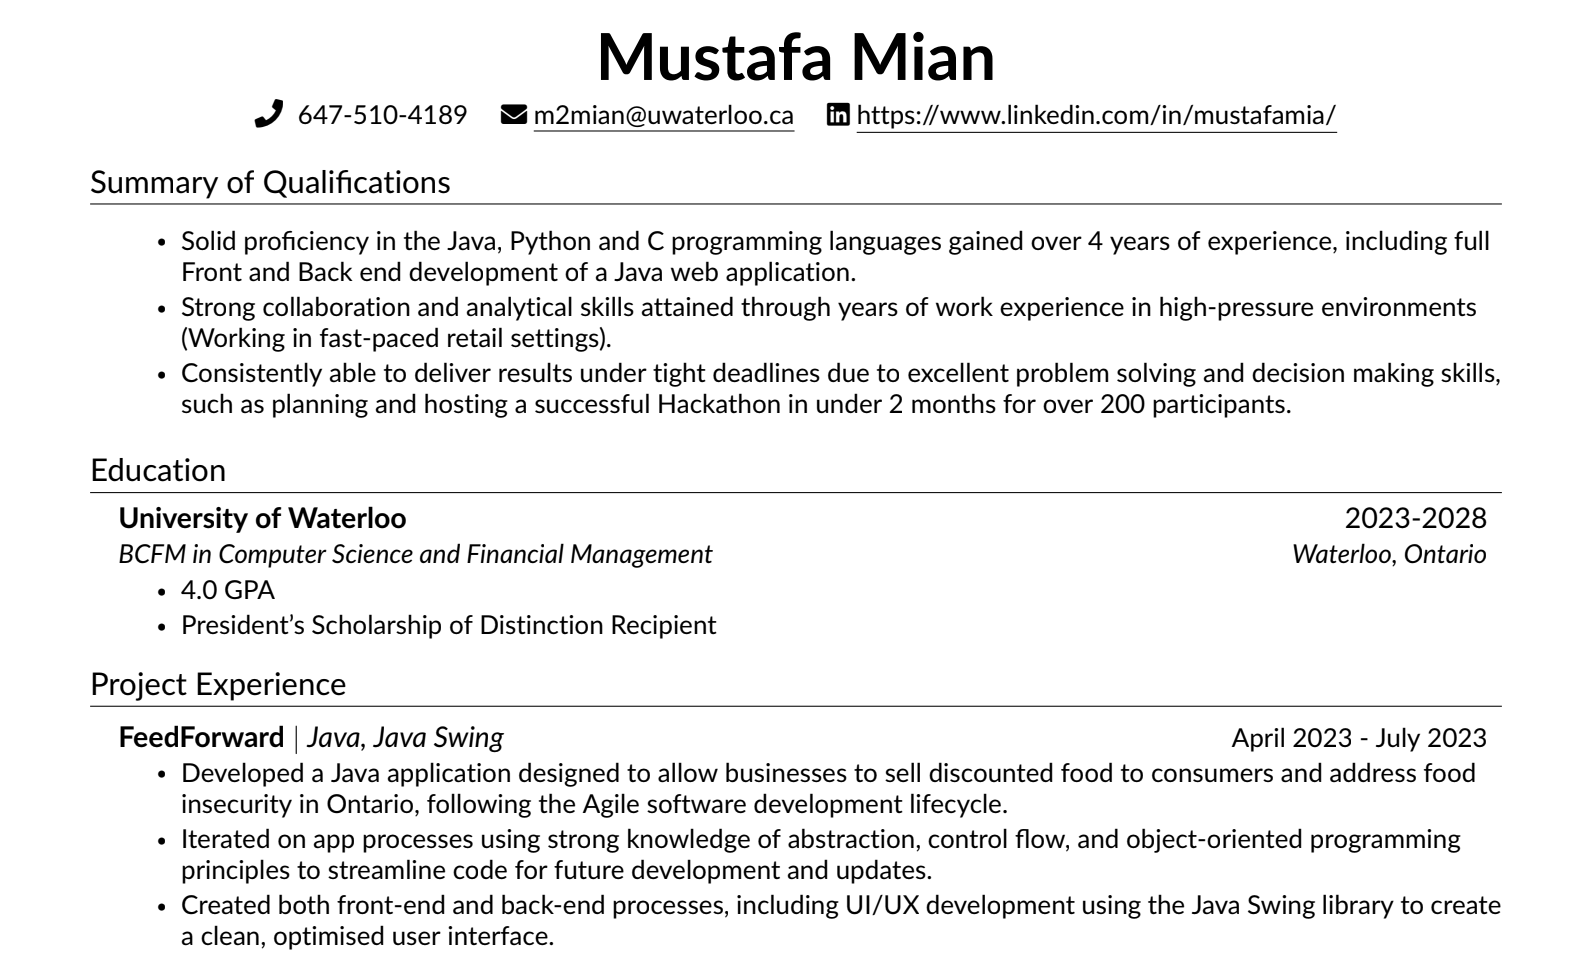 Mustafa Mian
647-510-4189 m2mian@uwaterloo.ca https://www.linkedin.com/in/mustafamia/
Summary of Qualifications
• Solid proficiency in the Java, Python and C programming languages gained over 4 years of experience, including full
Front and Back end development of a Java web application.
• Strong collaboration and analytical skills attained through years of work experience in high-pressure environments
(Working in fast-paced retail settings).
• Consistently able to deliver results under tight deadlines due to excellent problem solving and decision making skills,
such as planning and hosting a successful Hackathon in under 2 months for over 200 participants.
Education
University of Waterloo 2023-2028
BCFM in Computer Science and Financial Management Waterloo, Ontario
• 4.0 GPA
• President’s Scholarship of Distinction Recipient
Project Experience
FeedForward | Java, Java Swing April 2023 - July 2023
• Developed a Java application designed to allow businesses to sell discounted food to consumers and address food
insecurity in Ontario, following the Agile software development lifecycle.
• Iterated on app processes using strong knowledge of abstraction, control flow, and object-oriented programming
principles to streamline code for future development and updates.
• Created both front-end and back-end processes, including UI/UX development using the Java Swing library to create
a clean, optimised user interface.